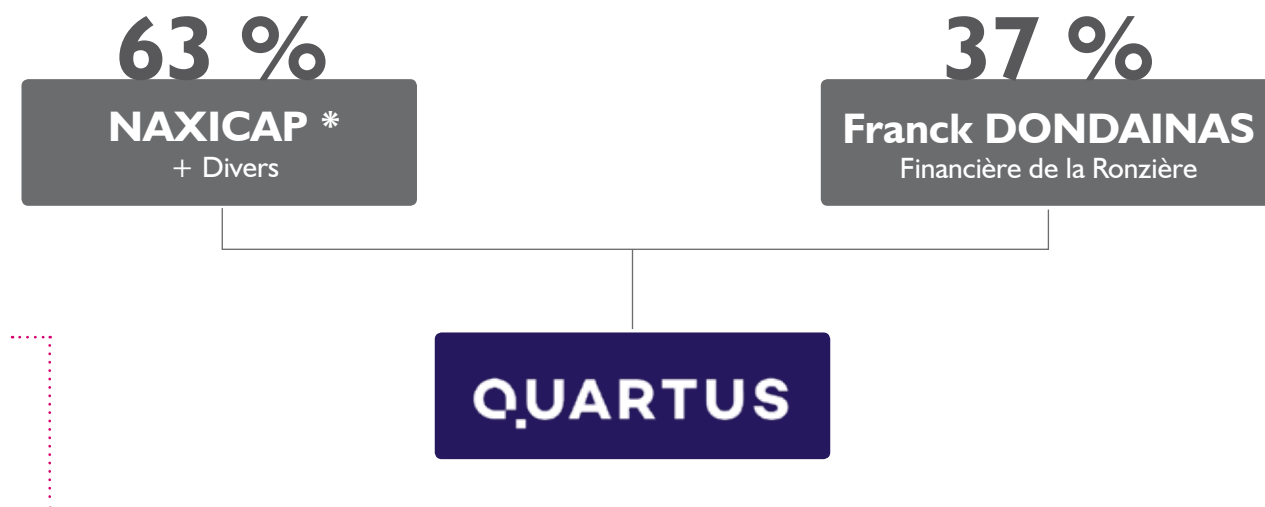 63 %
NAXICAP *
+ Divers
37 %
Franck DONDAINAS
Financière de la Ronzière
QUARTUS